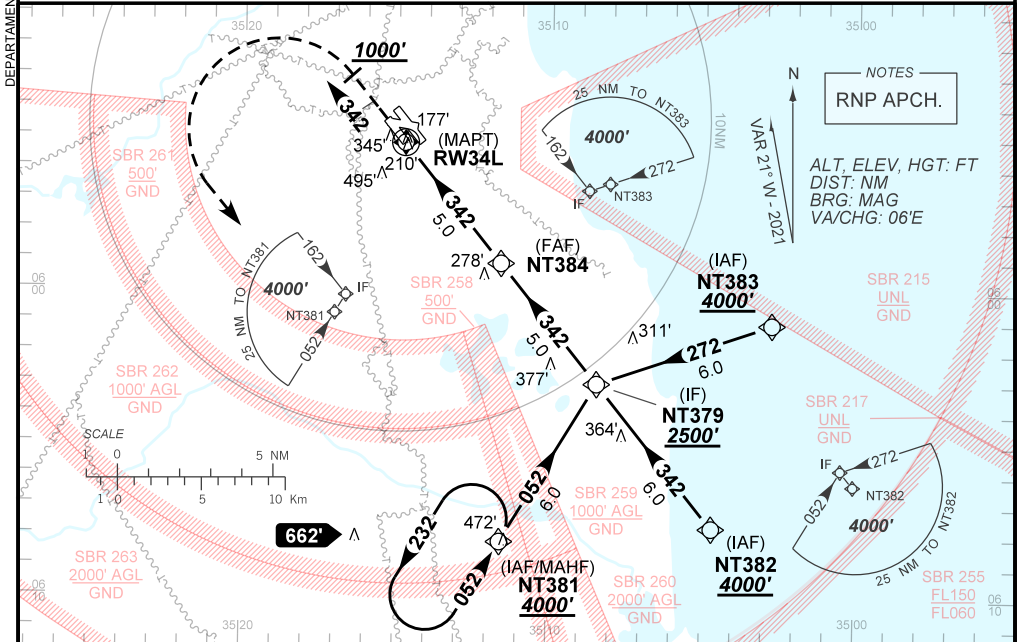 DEPARTAMEN
35 20
35 10
35 00
1000'
342
177'
345'
210'
495'
(MAPT)
RW34L
342
5.0
(FAF)
NT384
278'
10NM
25 NM TO NT383
4000'
162
272
IF
NT383
N
VAR 21° W - 2021
NOTES
RNP APCH.
ALT, ELEV, HGT: FT
DIST: NM
BRG: MAG
VA/CHG: 06'E
SBR 261
500'
GND
06
00
25 NM TO NT381
4000'
162
052
IF
NT381
SBR 258
500'
GND
(IAF)
NT383
4000'
SBR 215
UNL
GND
06
00
342
5.0
311'
272
6.0
377'
SBR 262
1000' AGL
GND
(IF)
NT379
2500'
364'
SBR 217
UNL
GND
SCALE
1 0 5 NM
1 0 5 10 Km
052
6.0
342
6.0
SBR 259
1000' AGL
GND
IF
272
052
NT382
4000'
25 NM TO NT382
662'
472'
232
052
(IAF/MAHF)
NT381
4000'
(IAF)
NT382
4000'
SBR 263
2000' AGL
GND
SBR 260
2000' AGL
GND
SBR 255
FL150
FL060
06
06
10
35 20
35 10
35 00